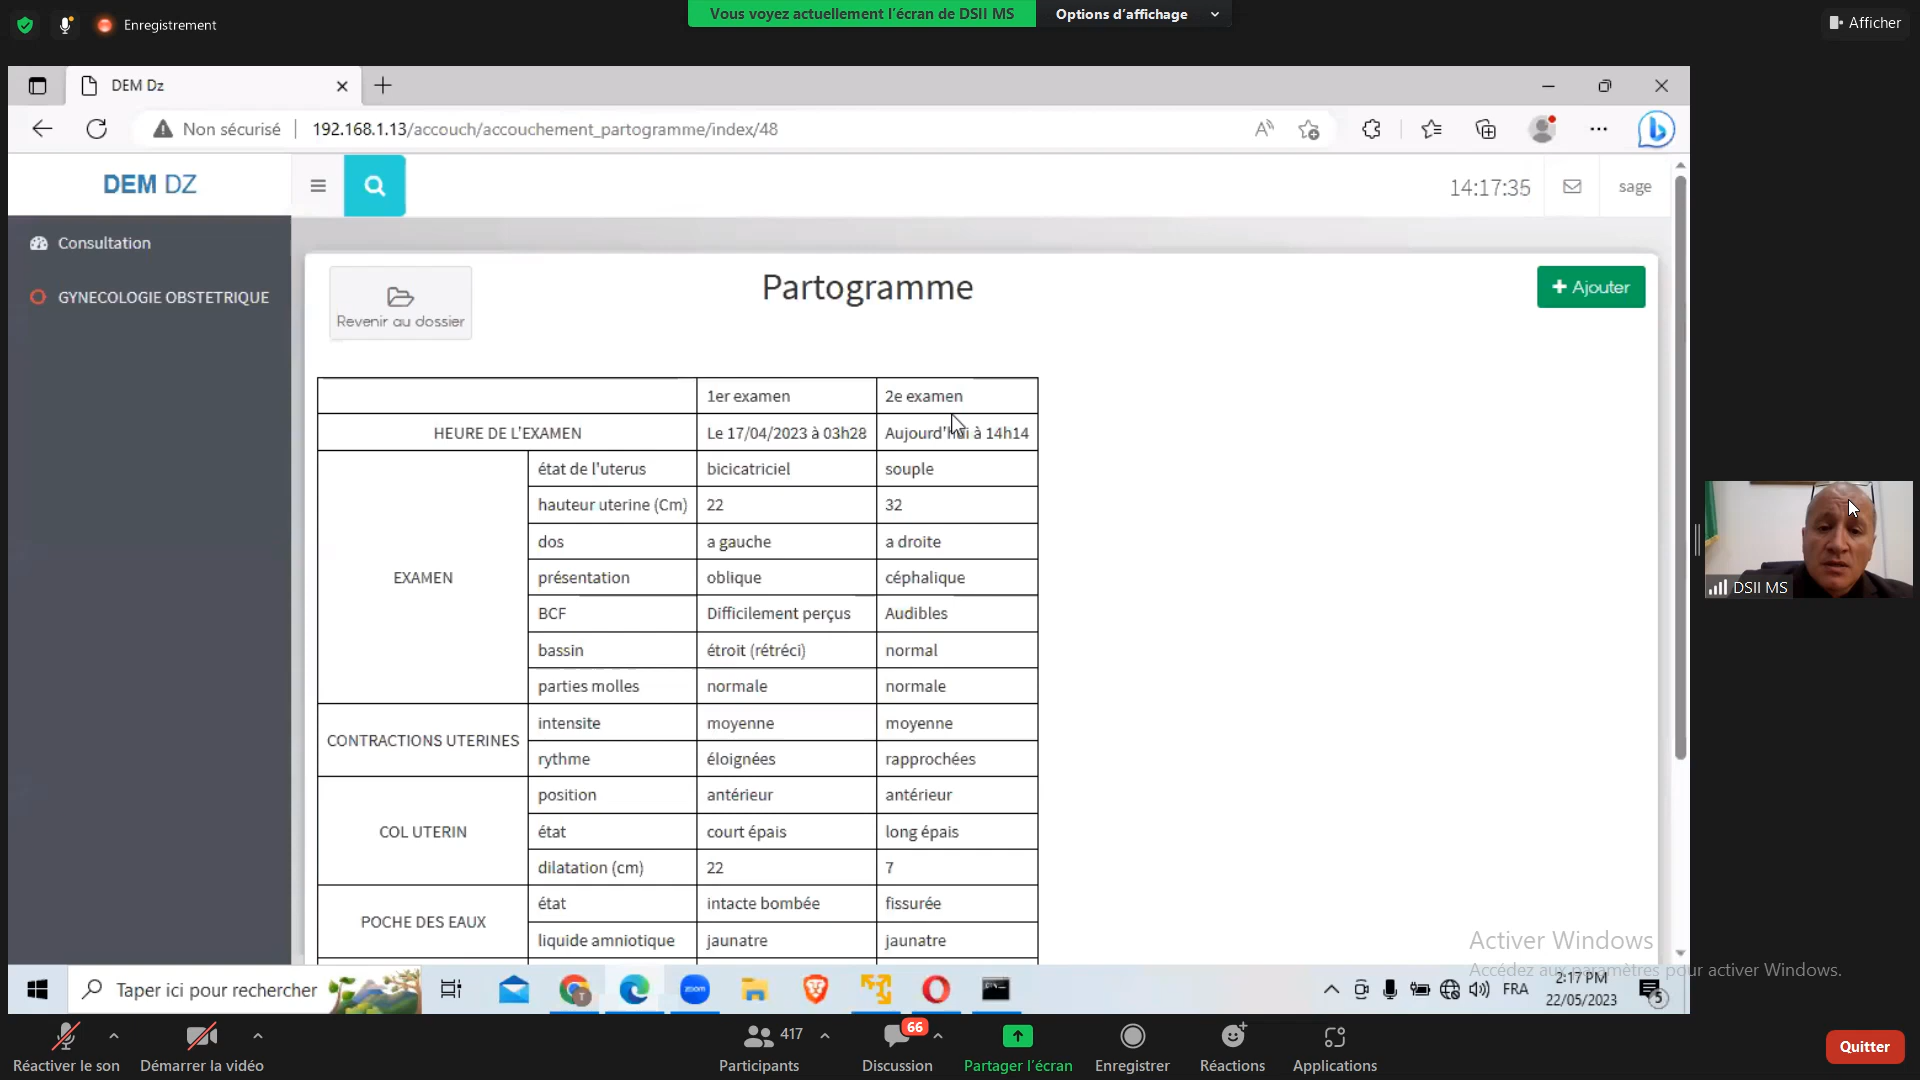 Enregistrement
Vous voyez actuellement l'écran de DSII MS
Options d'affichage
Afficher
DEM Dz
Non sécurisé
192.168.1.13/accouch/accouchement_partogramme/index/48
DEM DZ
14:17:35
sage
Consultation
GYNECOLOGIE OBSTETRIQUE
Revenir au dossier
Partogramme
+ Ajouter
1er examen 2e examen
HEURE DE L'EXAMEN Le 17/04/2023 à 03h28 Aujourd'hui à 14h14
EXAMEN
état de l'uterus bicicatriciel souple
hauteur uterine (Cm) 22 32
dos a gauche a droite
présentation oblique céphalique
BCF Difficilement perçus Audibles
bassin étroit (rétréci) normal
parties molles normale normale
CONTRACTIONS UTERINES
intensite moyenne moyenne
rythme éloignées rapprochées
COL UTERIN
position antérieur antérieur
état court épais long épais
dilatation (cm) 22 7
POCHE DES EAUX
état intacte bombée fissurée
liquide amniotique jaunatre jaunatre
DSII MS
Activer Windows
Accédez aux paramètres pour activer Windows.
Taper ici pour rechercher
zoom
FRA
2:17 PM
22/05/2023
5
Réactiver le son
Démarrer la vidéo
417
Participants
66
Discussion
Partager l'écran
Enregistrer
Réactions
Applications
Quitter